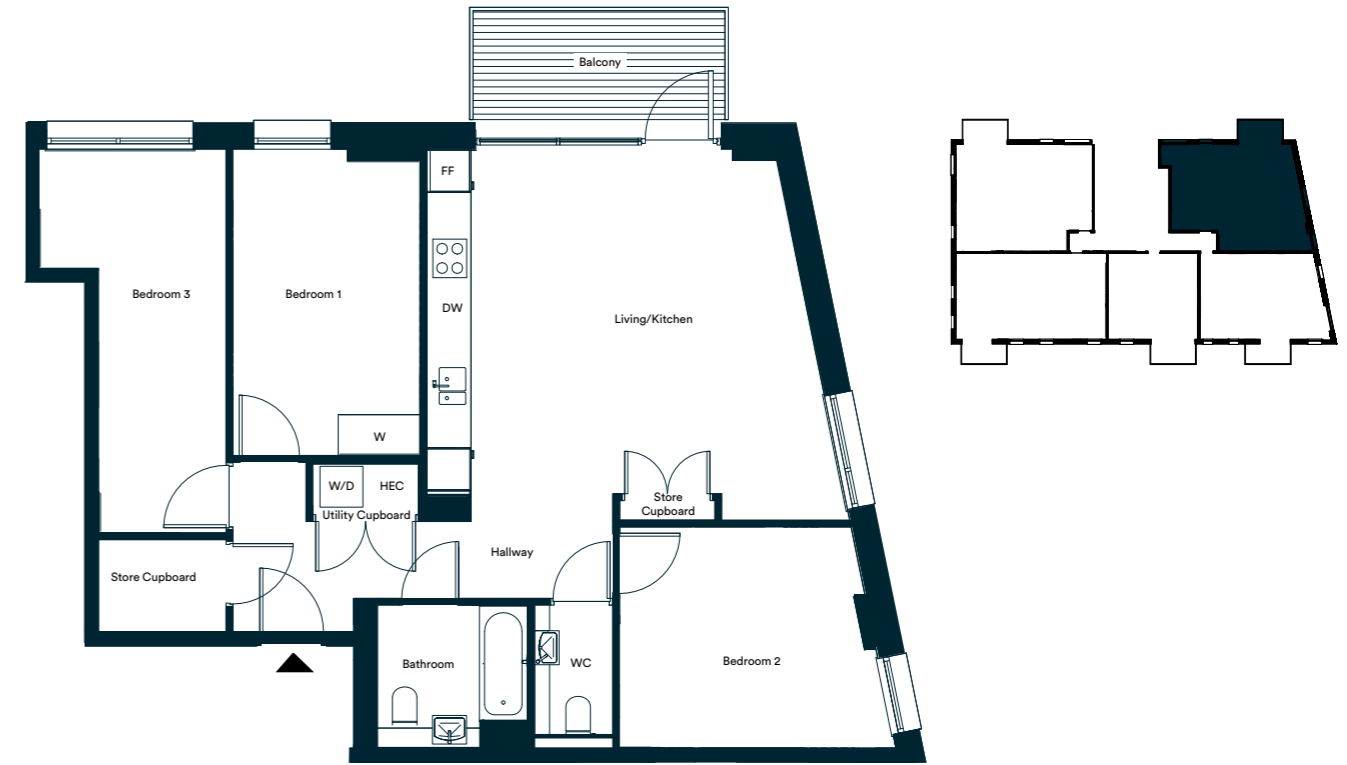 Balcony
FF
Bedroom 3
Bedroom 1
DW
Living/Kitchen
W
W/D
HEC
Utility Cupboard
Store
Cupboard
Hallway
Store Cupboard
Bathroom
WC
Bedroom 2